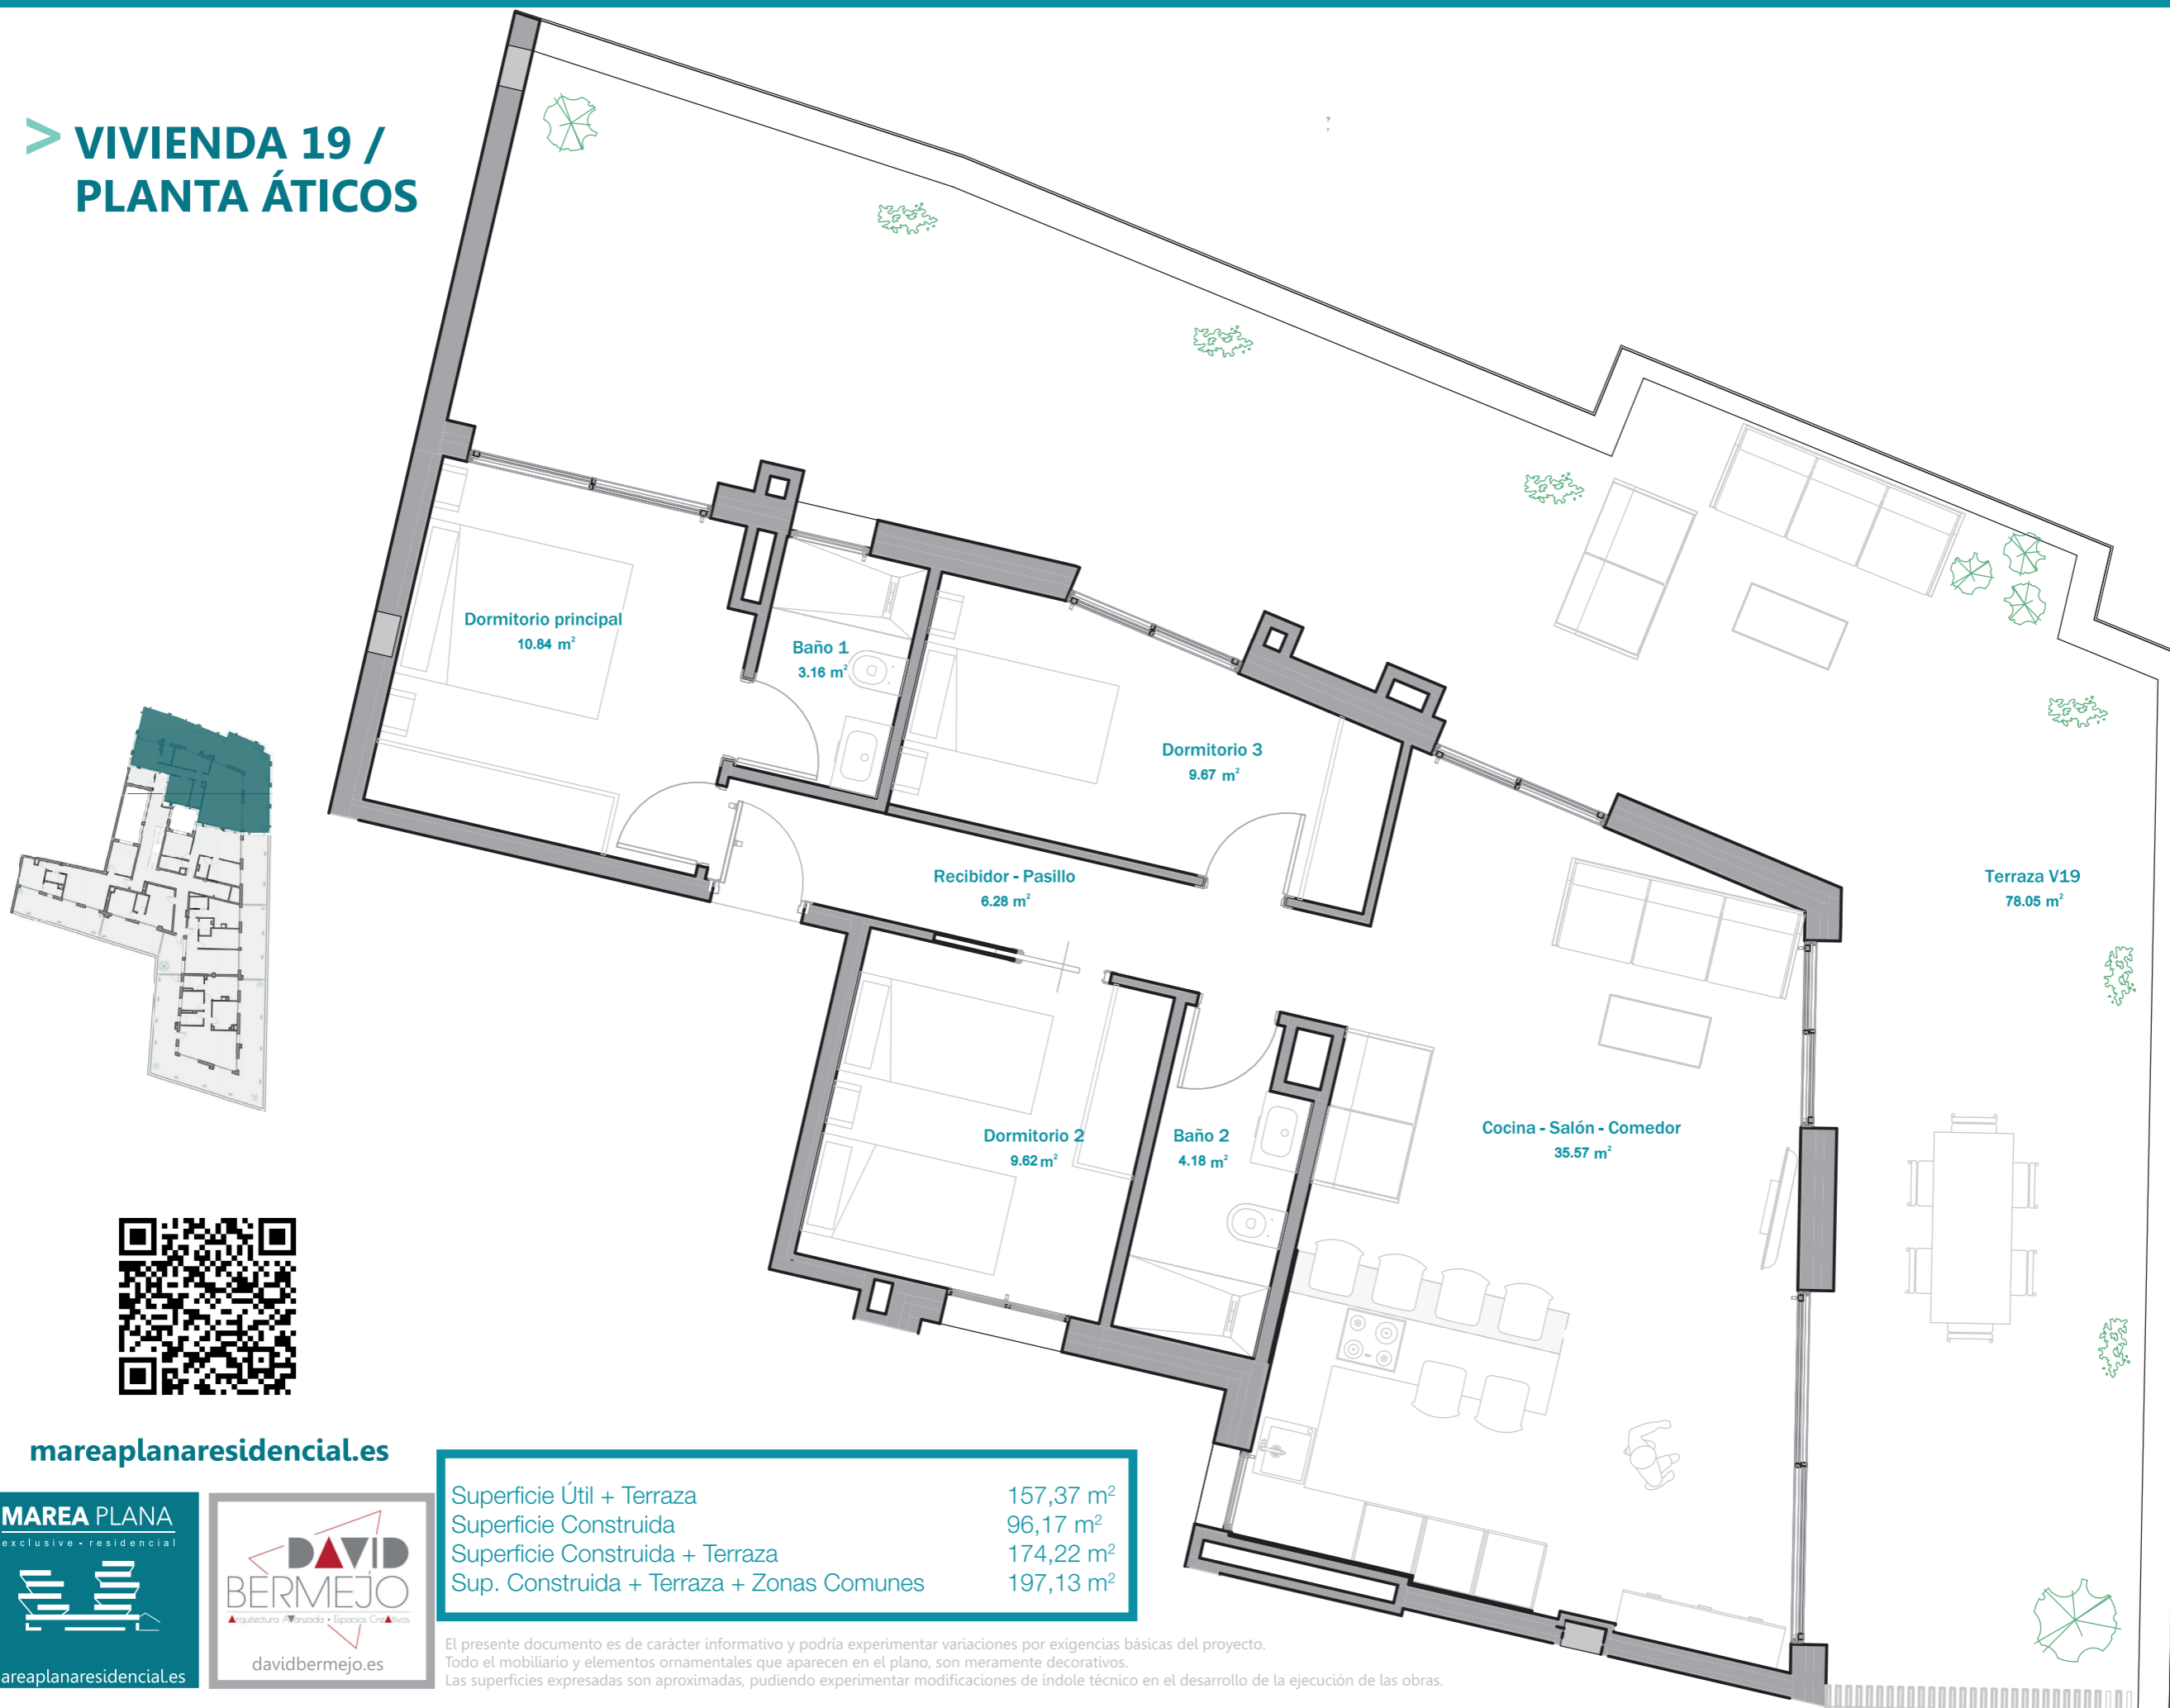 > VIVIENDA 19 /
PLANTA ÁTICOS
Dormitorio principal
10.84 m²
Baño 1
3.16 m²
Dormitorio 3
9.67 m²
Recibidor - Pasillo
6.28 m²
Terraza V19
78.05 m²
Dormitorio 2
9.62 m²
Baño 2
4.18 m²
Cocina - Salón - Comedor
35.57 m²
mareaplanaresidencial.es
MAREA PLANA
exclusive - residencial
areaplanaresidencial.es
DAVID
BERMEJO
Arquitectura Avanzada • Espacios Creativos
davidbermejo.es
Superficie Útil + Terraza 157,37 m²
Superficie Construida 96,17 m²
Superficie Construida + Terraza 174,22 m²
Sup. Construida + Terraza + Zonas Comunes 197,13 m²
El presente documento es de carácter informativo y podría experimentar variaciones por exigencias básicas del proyecto.
Todo el mobiliario y elementos ornamentales que aparecen en el plano, son meramente decorativos.
Las superficies expresadas son aproximadas, pudiendo experimentar modificaciones de índole técnico en el desarrollo de la ejecución de las obras.